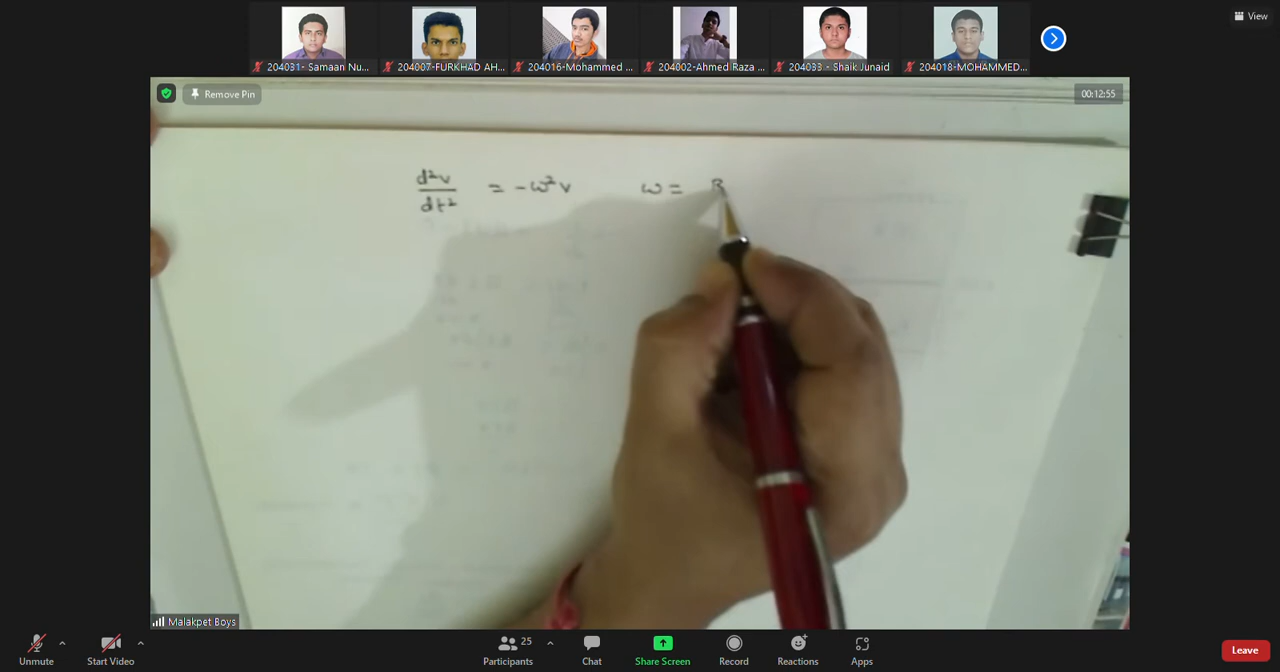 View
204031- Samaan Nu...
204007-FURKHAD AH...
204016-Mohammed ...
204002-Ahmed Raza ...
204033 - Shaik Junaid
204018-MOHAMMED...
Remove Pin
00:12:55
d²v/dt² = -ω²v ω = B
Malakpet Boys
Unmute
Start Video
25
Participants
Chat
Share Screen
Record
Reactions
Apps
Leave